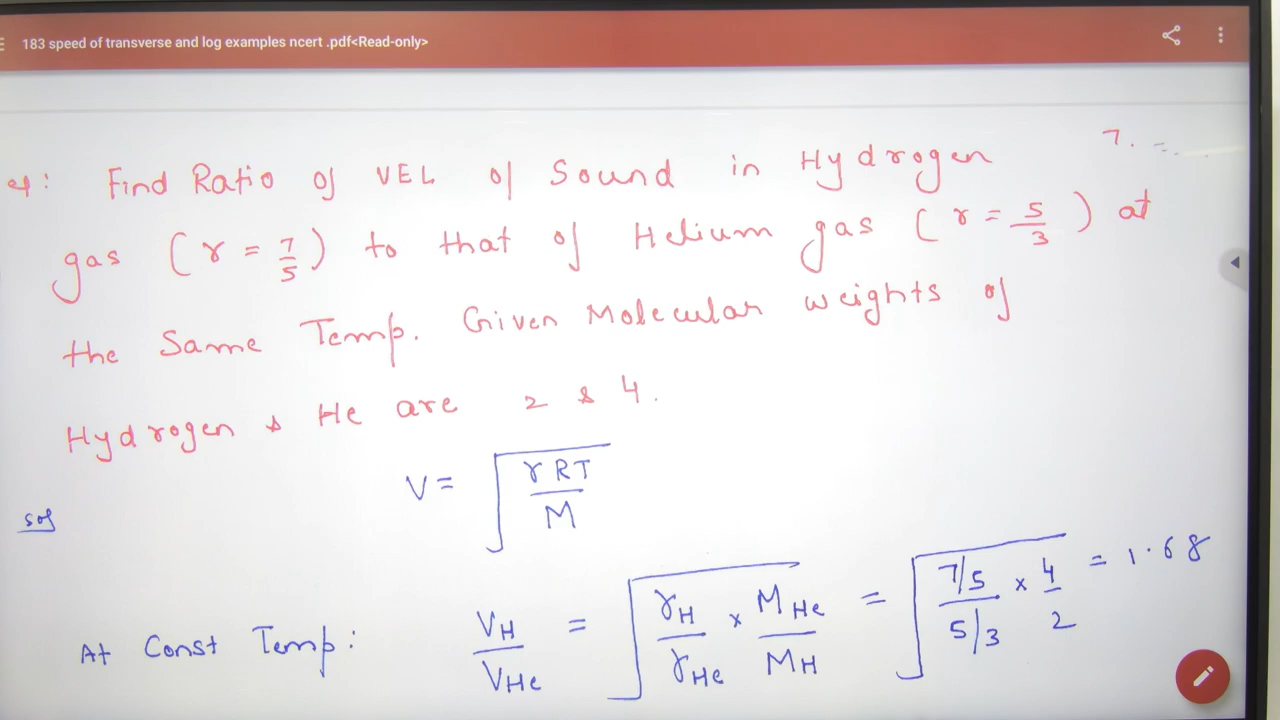 183 speed of transverse and log examples ncert .pdf<Read-only>
7. =.
eg: Find Ratio of VEL of Sound in Hydrogen
gas (γ = 7/5) to that of Helium gas (γ = 5/3) at
the Same Temp. Given Molecular weights of
Hydrogen & He are 2 & 4.
Sol V = √(γRT/M)
At Const Temp: V_H/V_He = √(γ_H/γ_He × M_He/M_H) = √((7/5)/(5/3) × 4/2) = 1.68